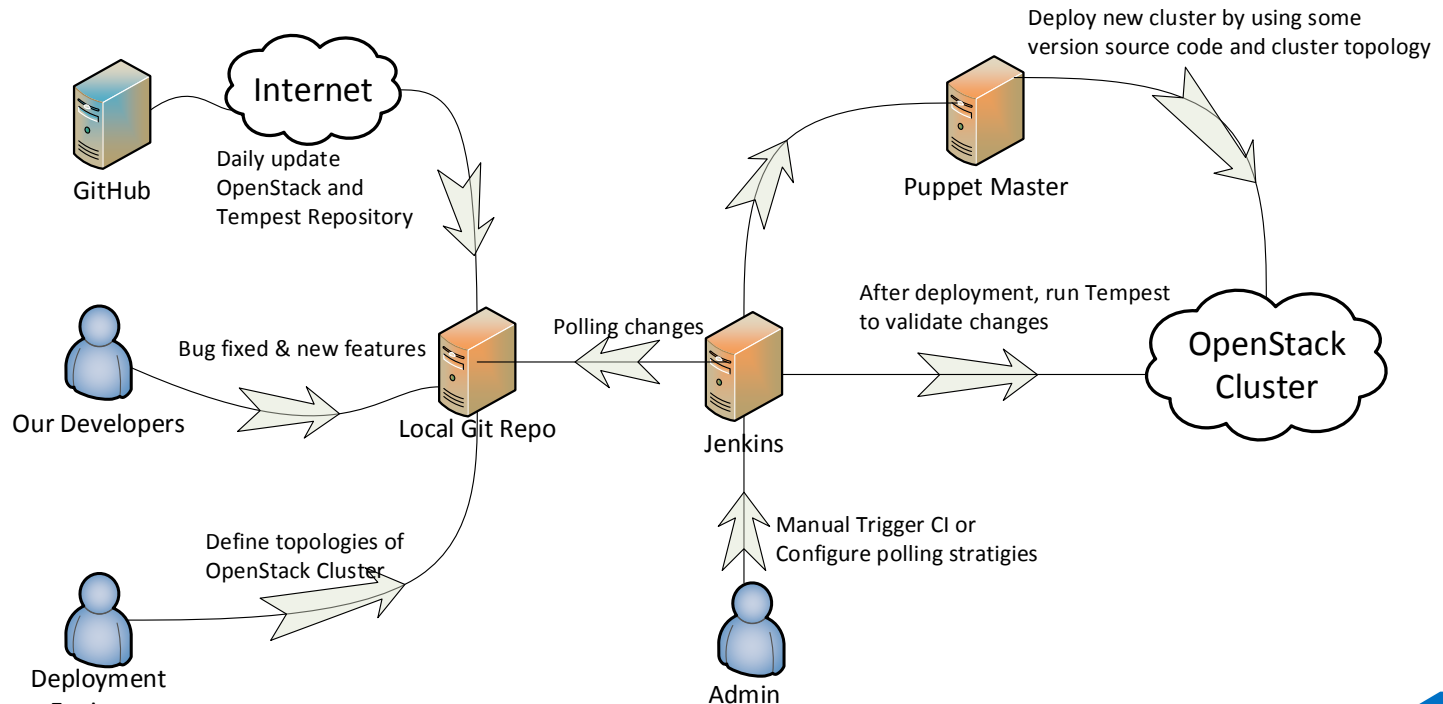 Deploy new cluster by using some
version source code and cluster topology
Internet
GitHub
Daily update
OpenStack and
Tempest Repository
Puppet Master
Our Developers
Bug fixed & new features
Local Git Repo
Polling changes
Jenkins
After deployment, run Tempest
to validate changes
OpenStack
Cluster
Define topologies of
OpenStack Cluster
Manual Trigger CI or
Configure polling stratigies
Deployment
Admin